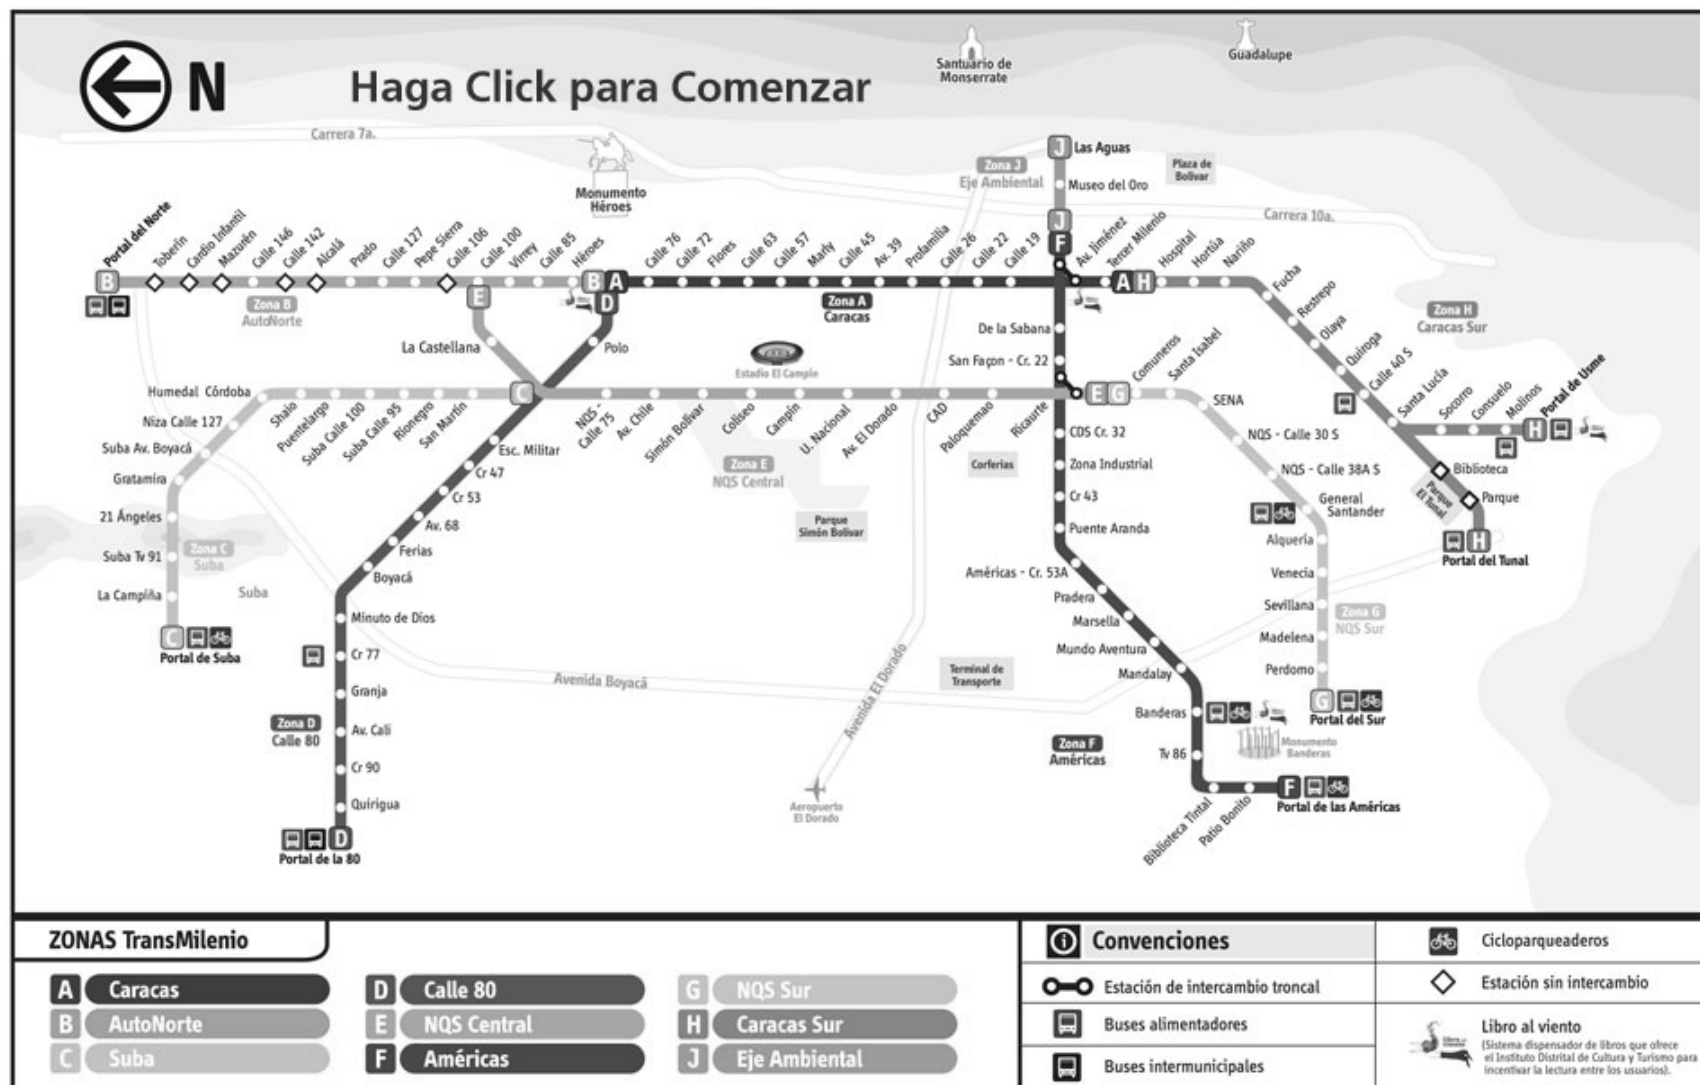 N
Haga Click para Comenzar
Santuario de
Monserrate
Guadalupe
Carrera 7a.
Monumento
Héroes
Zona J
Eje Ambiental
J
Las Aguas
Museo del Oro
J
F
Plaza de
Bolivar
Carrera 10a.
Portal del Norte
Toberín
Cardio Infantil
Mazurén
Calle 146
Calle 142
Alcalá
Prado
Calle 127
Pepe Sierra
Calle 106
Calle 100
Virrey
Calle 85
Héroes
Calle 76
Calle 72
Flores
Calle 63
Calle 57
Marly
Calle 45
Av. 39
Profamilia
Calle 26
Calle 22
Calle 19
Av. Jiménez
Tercer Milenio
Hospital
Hortúa
Nariño
Fucha
Restrepo
Olaya
Quiroga
Calle 40 S
Santa Lucía
Socorro
Consuelo
Molinos
Portal de Usme
B
B
A
D
A
H
E
Zona B
AutoNorte
Zona A
Caracas
Zona H
Caracas Sur
La Castellana
Polo
Estadio El Campín
De la Sabana
San Façon - Cr. 22
Humedal Córdoba
Niza Calle 127
Suba Av. Boyacá
Gratamira
21 Ángeles
Suba Tv 91
La Campiña
C
Portal de Suba
Zona C
Suba
Suba
Shaio
Puentelargo
Suba Calle 100
Suba Calle 95
Rionegro
San Martín
C
NQS -
Calle 75
Av. Chile
Simón Bolívar
Coliseo
Campín
U. Nacional
Av. El Dorado
CAD
Paloquemao
Ricaurte
E
G
Comuneros
Santa Isabel
SENA
NQS - Calle 30 S
NQS - Calle 38A S
General
Santander
Alquería
Venecia
Sevillana
Madelena
Perdomo
G
Portal del Sur
Zona G
NQS Sur
H
Biblioteca
Parque
Parque
El Tunal
H
Portal del Tunal
Esc. Militar
Cr 47
Cr 53
Av. 68
Ferias
Boyacá
Minuto de Dios
Cr 77
Granja
Av. Cali
Cr 90
Quirigua
D
Portal de la 80
Zona D
Calle 80
Zona E
NQS Central
Parque
Simón Bolívar
Corferias
CDS Cr. 32
Zona Industrial
Cr 43
Puente Aranda
Américas - Cr. 53A
Pradera
Marsella
Mundo Aventura
Mandalay
Banderas
Tv 86
Biblioteca Tintal
Patio Bonito
F
Portal de las Américas
Monumento
Banderas
Zona F
Américas
Terminal de
Transporte
Avenida Boyacá
Avenida El Dorado
Aeropuerto
El Dorado
ZONAS TransMilenio
A Caracas
B AutoNorte
C Suba
D Calle 80
E NQS Central
F Américas
G NQS Sur
H Caracas Sur
J Eje Ambiental
Convenciones
Estación de intercambio troncal
Buses alimentadores
Buses intermunicipales
Cicloparqueaderos
Estación sin intercambio
Libro al viento
(Sistema dispensador de libros que ofrece
el Instituto Distrital de Cultura y Turismo para
incentivar la lectura entre los usuarios).